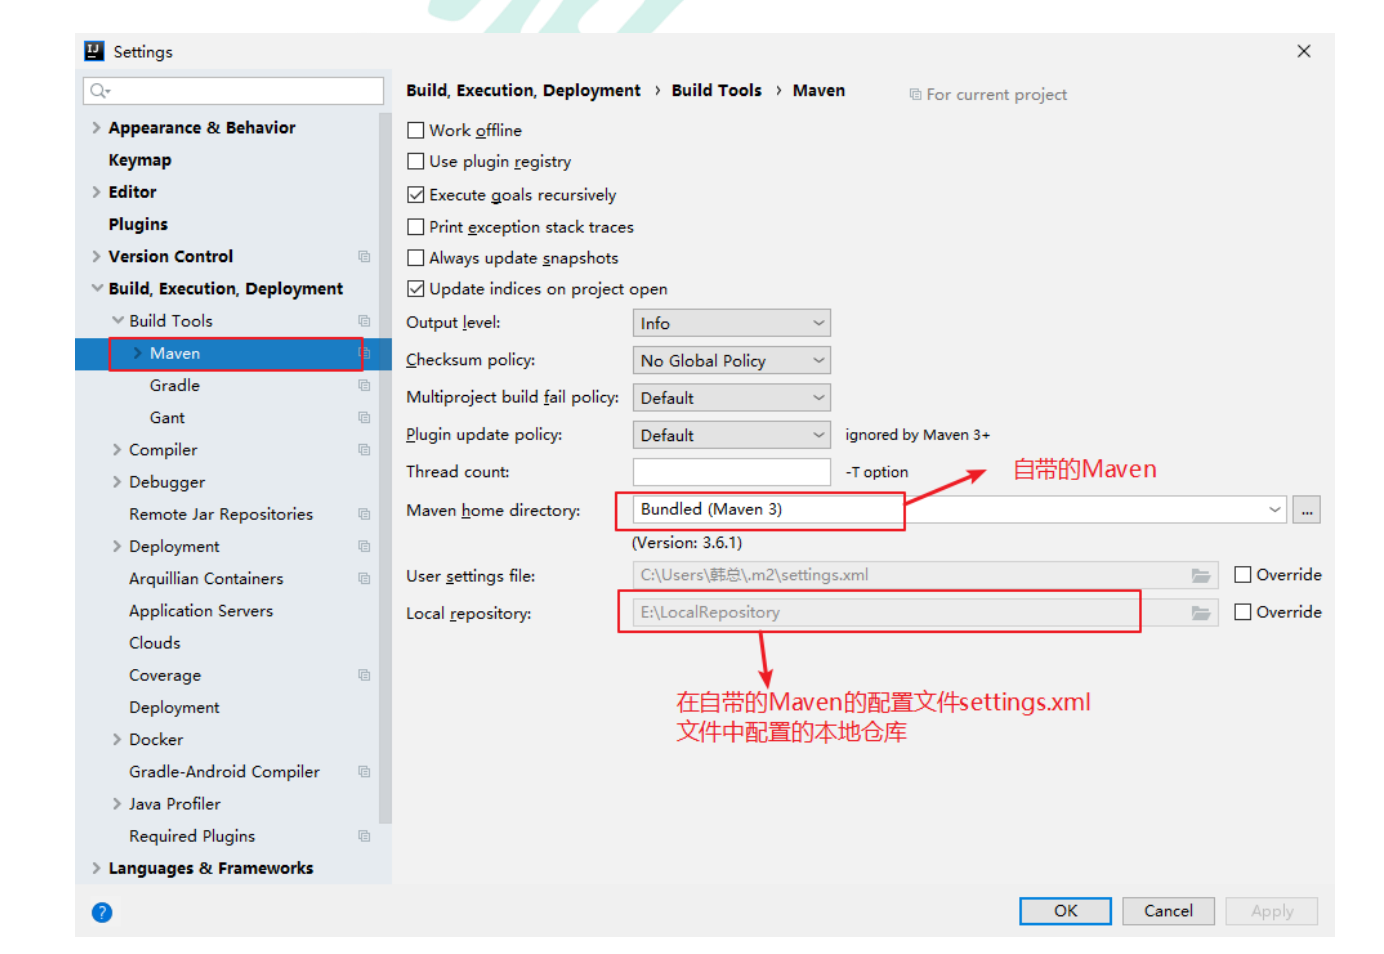 Settings
Build, Execution, Deployment › Build Tools › Maven
For current project
Appearance & Behavior
Keymap
Editor
Plugins
Version Control
Build, Execution, Deployment
Build Tools
Maven
Gradle
Gant
Compiler
Debugger
Remote Jar Repositories
Deployment
Arquillian Containers
Application Servers
Clouds
Coverage
Deployment
Docker
Gradle-Android Compiler
Java Profiler
Required Plugins
Languages & Frameworks
Work offline
Use plugin registry
Execute goals recursively
Print exception stack traces
Always update snapshots
Update indices on project open
Output level: Info
Checksum policy: No Global Policy
Multiproject build fail policy: Default
Plugin update policy: Default ignored by Maven 3+
Thread count: -T option
自带的Maven
Maven home directory: Bundled (Maven 3) ...
(Version: 3.6.1)
User settings file: C:\Users\韩总\.m2\settings.xml Override
Local repository: E:\LocalRepository Override
在自带的Maven的配置文件settings.xml
文件中配置的本地仓库
? OK Cancel Apply